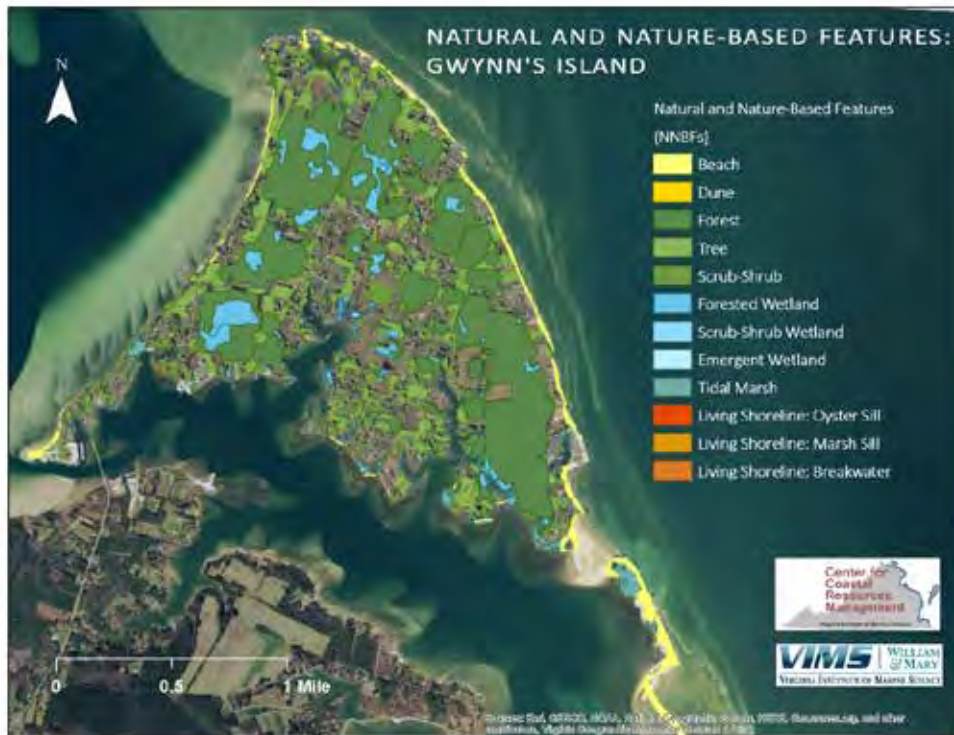 NATURAL AND NATURE-BASED FEATURES:
GWYNN'S ISLAND
N
Natural and Nature-Based Features
(NNBFs)
Beach
Dune
Forest
Tree
Scrub-Shrub
Forested Wetland
Scrub-Shrub Wetland
Emergent Wetland
Tidal Marsh
Living Shoreline: Oyster Sill
Living Shoreline: Marsh Sill
Living Shoreline: Breakwater
Center for
Coastal
Resources
Management
VIMS | WILLIAM
& MARY
VIRGINIA INSTITUTE OF MARINE SCIENCE
0 0.5 1 Mile